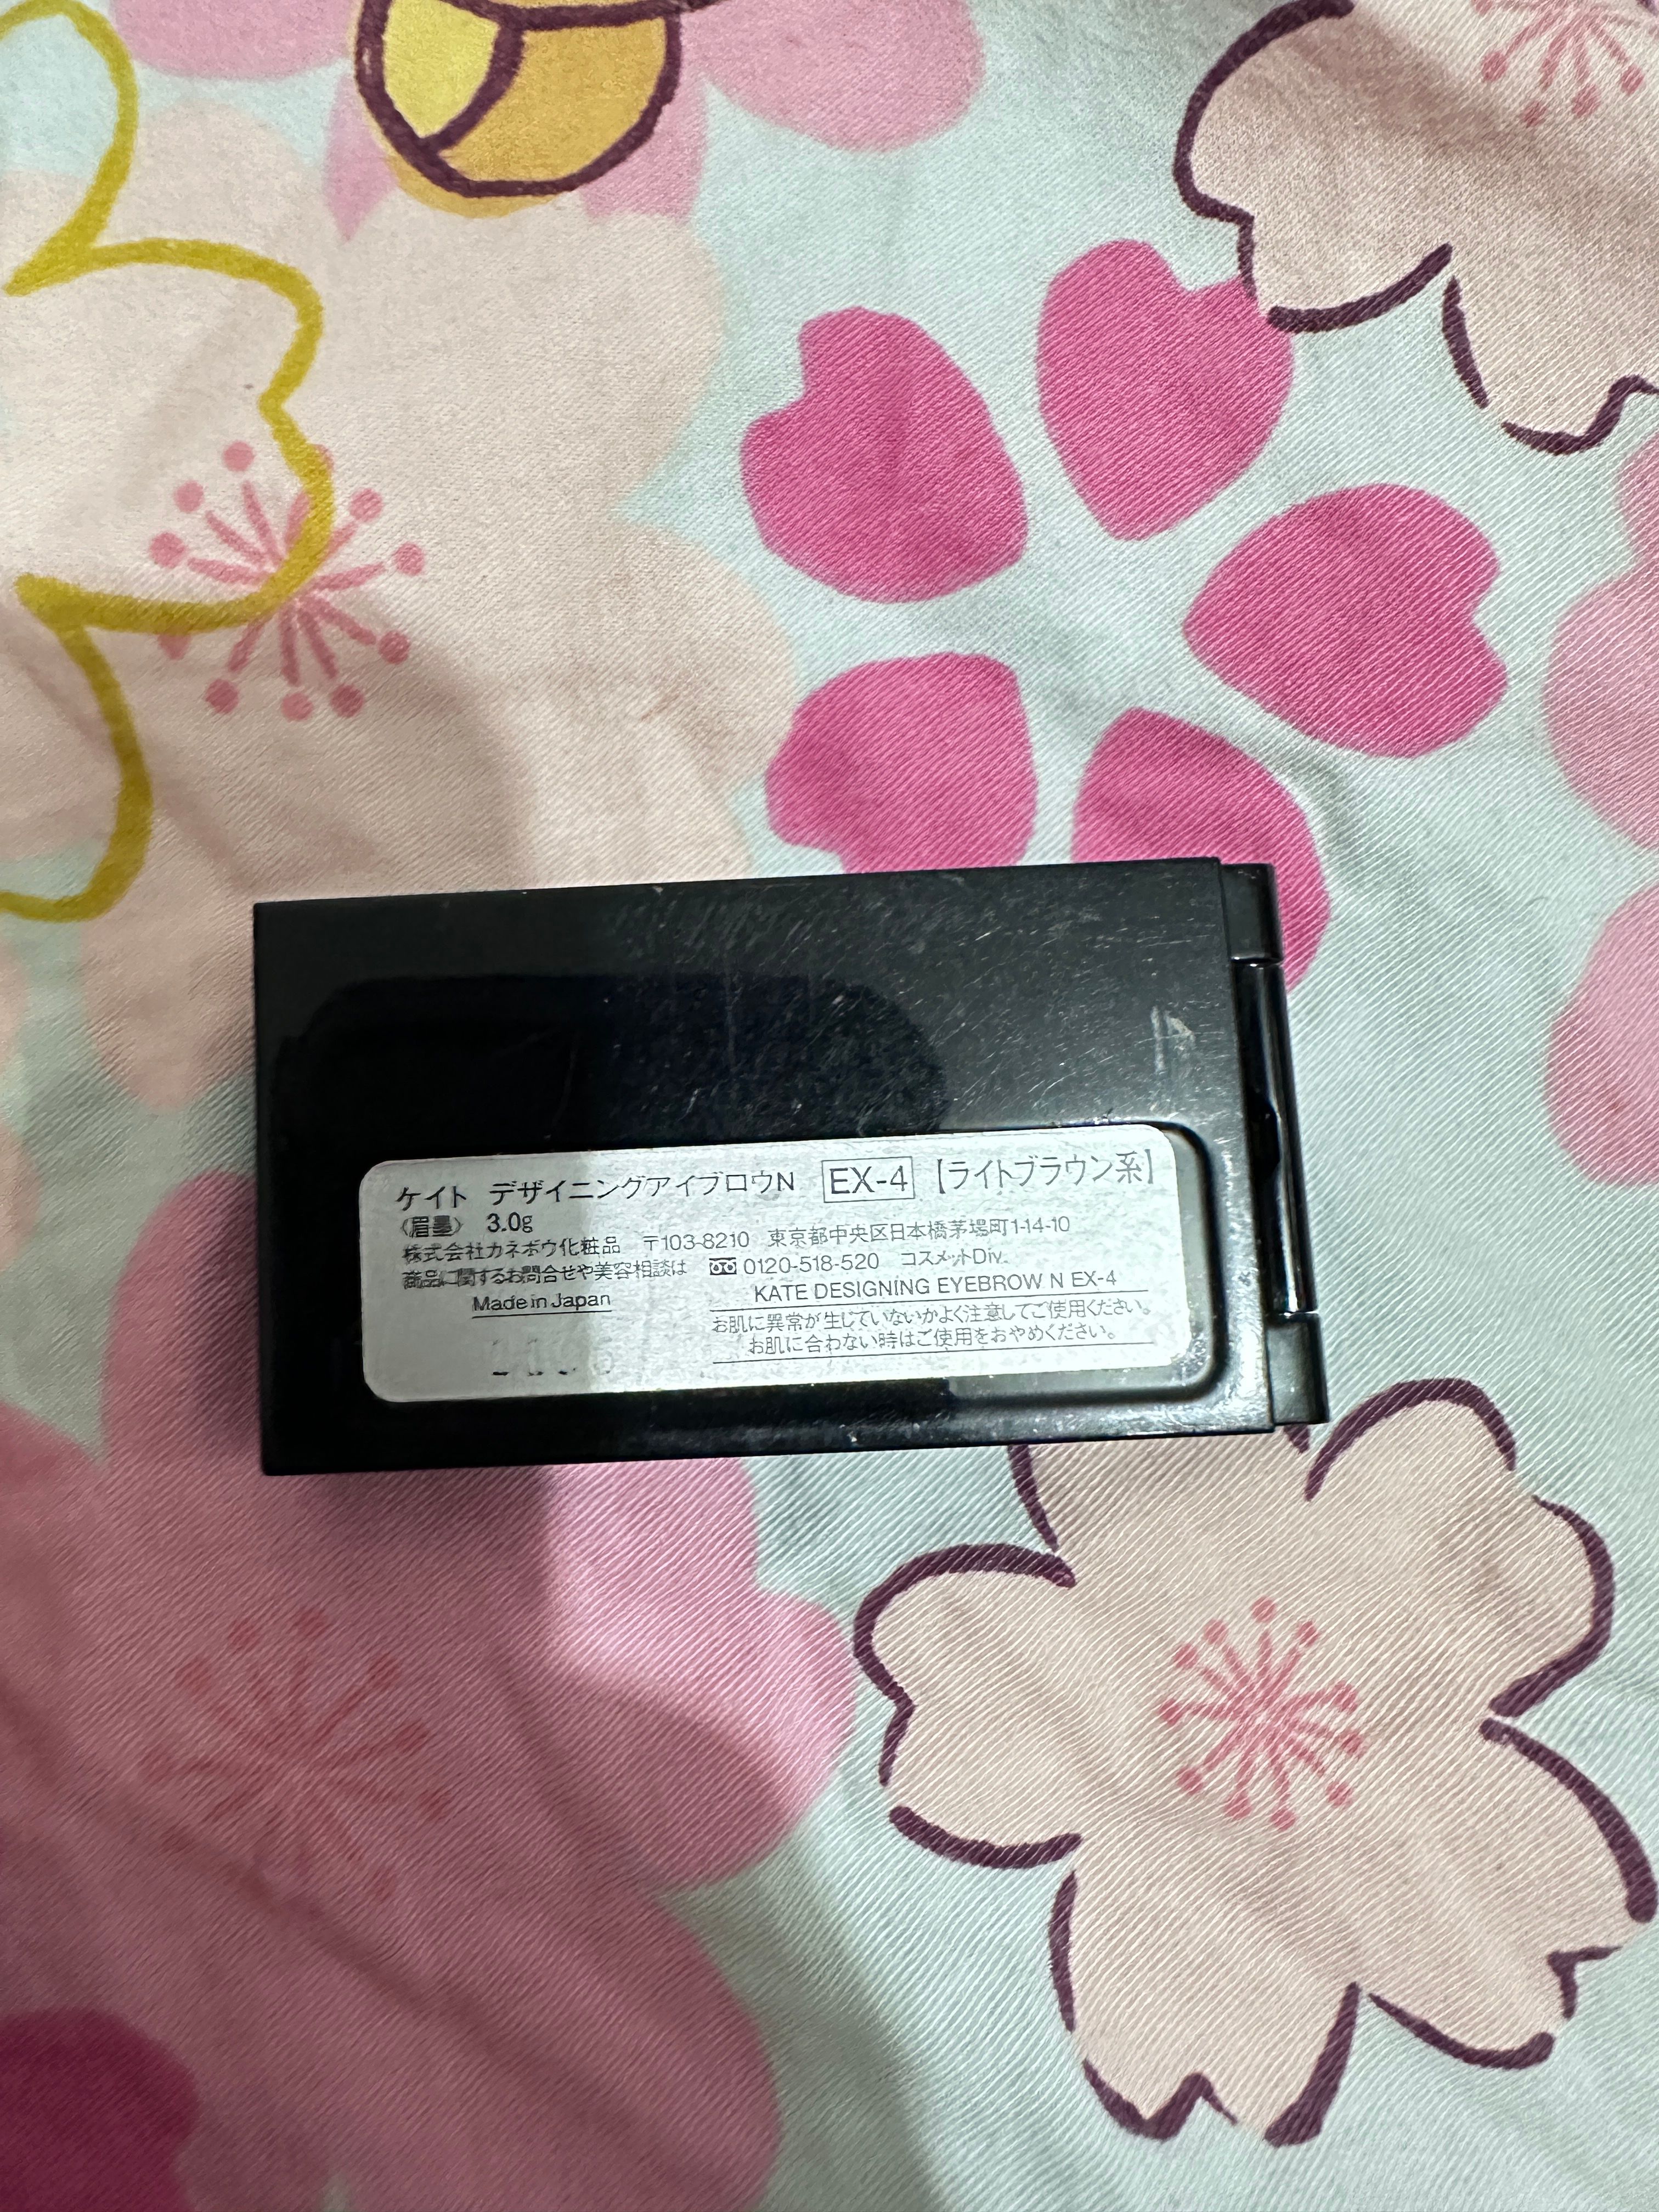 ケイト デザイニングアイブロウN EX-4 【ライトブラウン系】
〈眉墨〉 3.0g
株式会社カネボウ化粧品 〒103-8210 東京都中央区日本橋茅場町1-14-10
商品に関するお問合せや美容相談は 0120-518-520 コスメットDiv.
KATE DESIGNING EYEBROW N EX-4
Made in Japan
お肌に異常が生じていないかよく注意してご使用ください。
お肌に合わない時はご使用をおやめください。